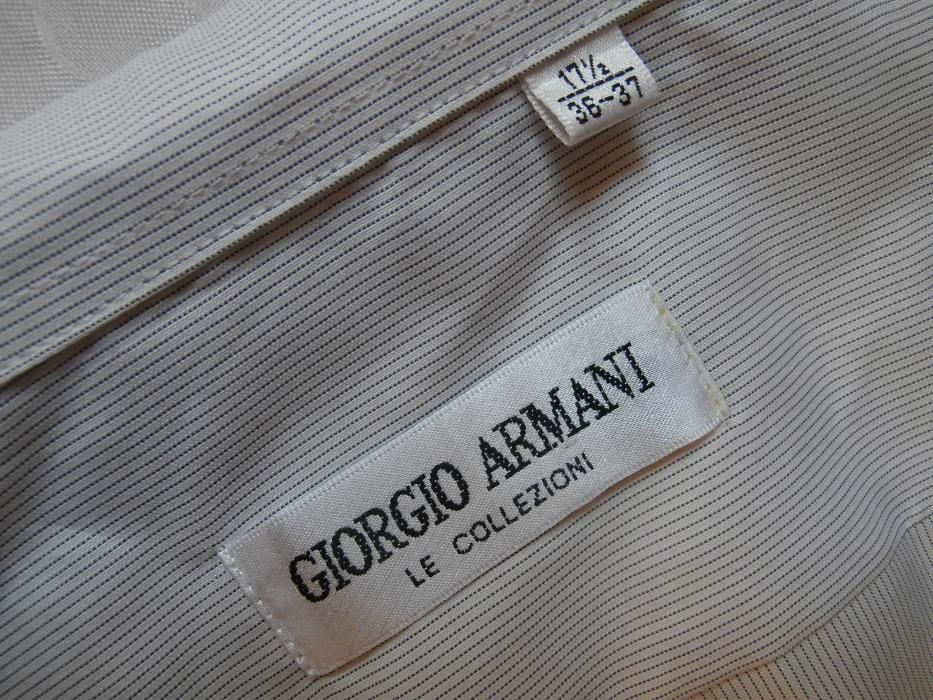 17½
36-37
GIORGIO ARMANI
LE COLLEZIONI